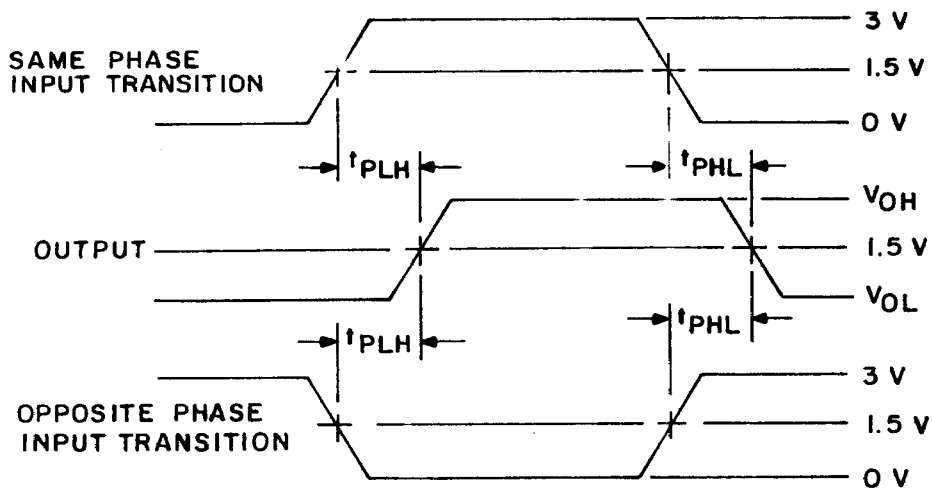 3 V
SAME PHASE
INPUT TRANSITION
1.5 V
0 V
tPLH
tPHL
VOH
OUTPUT
1.5 V
VOL
tPLH
tPHL
3 V
OPPOSITE PHASE
INPUT TRANSITION
1.5 V
0 V